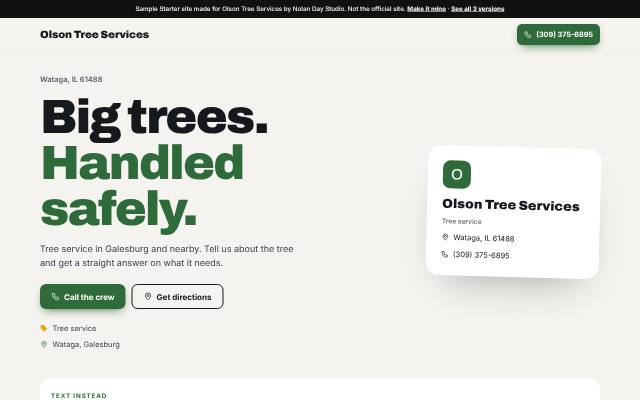 Sample Starter site made for Olson Tree Services by Nolan Day Studio. Not the official site. Make it mine · See all 3 versions
Olson Tree Services
(309) 375-6895
Wataga, IL 61488
Big trees.
Handled
safely.
Tree service in Galesburg and nearby. Tell us about the tree
and get a straight answer on what it needs.
Call the crew
Get directions
Tree service
Wataga, Galesburg
O
Olson Tree Services
Tree service
Wataga, IL 61488
(309) 375-6895
TEXT INSTEAD